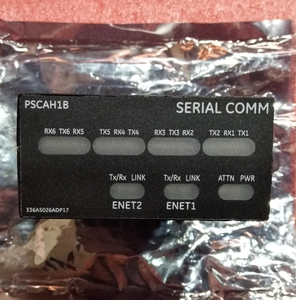 PSCAH1B SERIAL COMM
RX6 TX6 RX5 TX5 RX4 TX4 RX3 TX3 RX2 TX2 RX1 TX1
Tx/Rx LINK Tx/Rx LINK ATTN PWR
ENET2 ENET1
336A5026ADP17